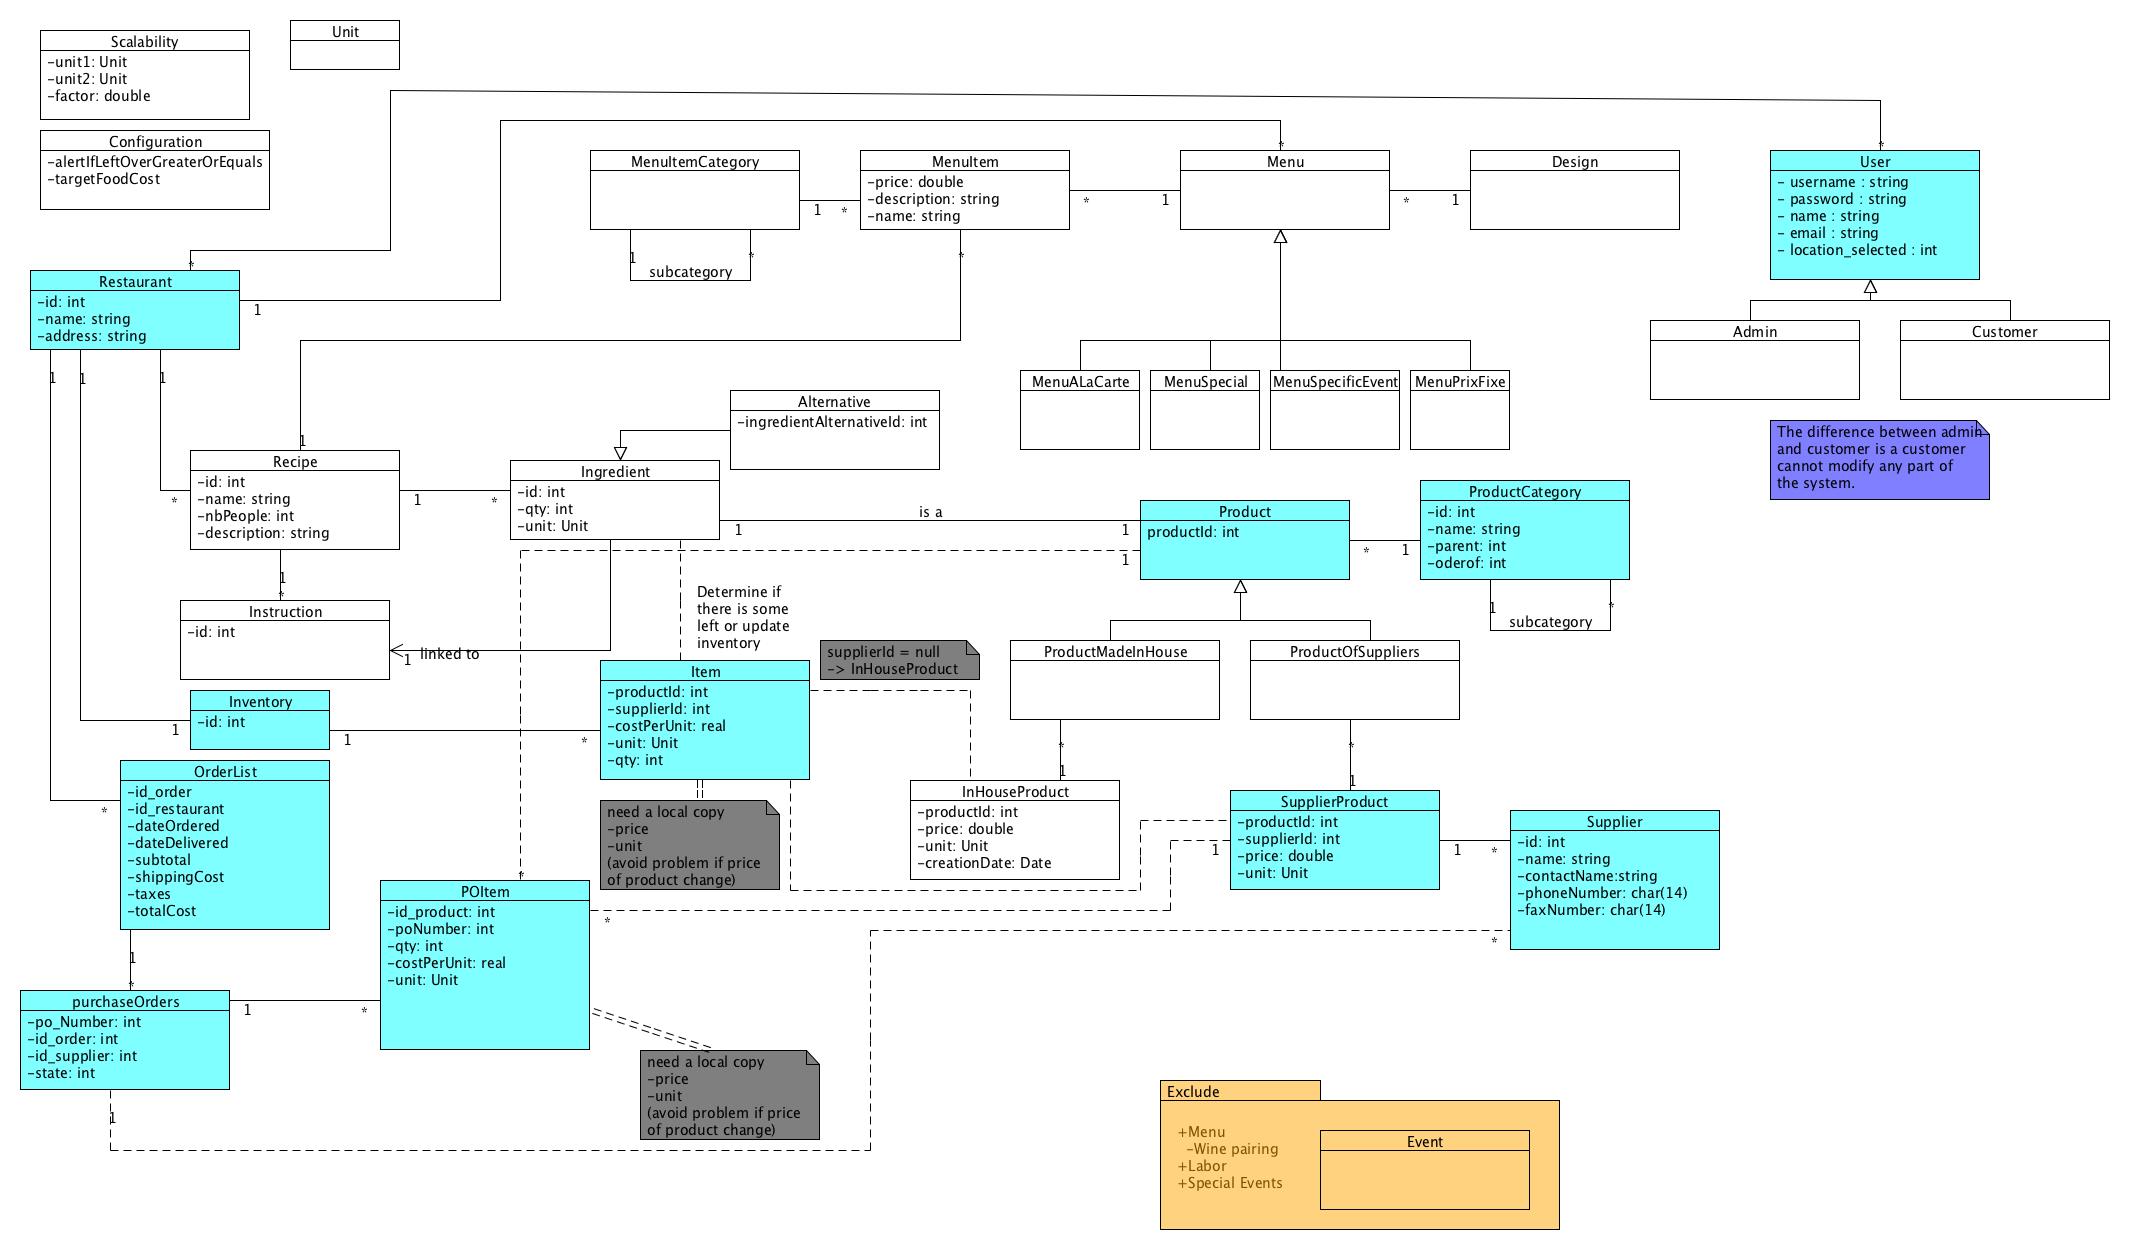 Scalability
-unit1: Unit
-unit2: Unit
-factor: double
Unit
Configuration
-alertIfLeftOverGreaterOrEquals
-targetFoodCost
MenuItemCategory
1
*
subcategory
1
*
MenuItem
-price: double
-description: string
-name: string
*
*
1
Menu
*
*
1
Design
*
User
- username : string
- password : string
- name : string
- email : string
- location_selected : int
*
Restaurant
-id: int
-name: string
-address: string
1
1
1
1
Admin
Customer
The difference between admin
and customer is a customer
cannot modify any part of
the system.
MenuALaCarte
MenuSpecial
MenuSpecificEvent
MenuPrixFixe
Alternative
-ingredientAlternativeId: int
1
Recipe
-id: int
-name: string
-nbPeople: int
-description: string
*
1
*
Ingredient
-id: int
-qty: int
-unit: Unit
is a
1
1
1
Product
productId: int
*
1
ProductCategory
-id: int
-name: string
-parent: int
-oderof: int
1
*
subcategory
1
*
Instruction
-id: int
1
linked to
Determine if
there is some
left or update
inventory
supplierId = null
-> InHouseProduct
ProductMadeInHouse
ProductOfSuppliers
*
1
*
1
Inventory
-id: int
1
1
*
Item
-productId: int
-supplierId: int
-costPerUnit: real
-unit: Unit
-qty: int
need a local copy
-price
-unit
(avoid problem if price
of product change)
InHouseProduct
-productId: int
-price: double
-unit: Unit
-creationDate: Date
SupplierProduct
-productId: int
-supplierId: int
-price: double
-unit: Unit
1
1
*
Supplier
-id: int
-name: string
-contactName:string
-phoneNumber: char(14)
-faxNumber: char(14)
*
OrderList
-id_order
-id_restaurant
-dateOrdered
-dateDelivered
-subtotal
-shippingCost
-taxes
-totalCost
*
1
*
*
POItem
-id_product: int
-poNumber: int
-qty: int
-costPerUnit: real
-unit: Unit
*
purchaseOrders
-po_Number: int
-id_order: int
-id_supplier: int
-state: int
1
*
1
need a local copy
-price
-unit
(avoid problem if price
of product change)
Exclude
+Menu
-Wine pairing
+Labor
+Special Events
Event